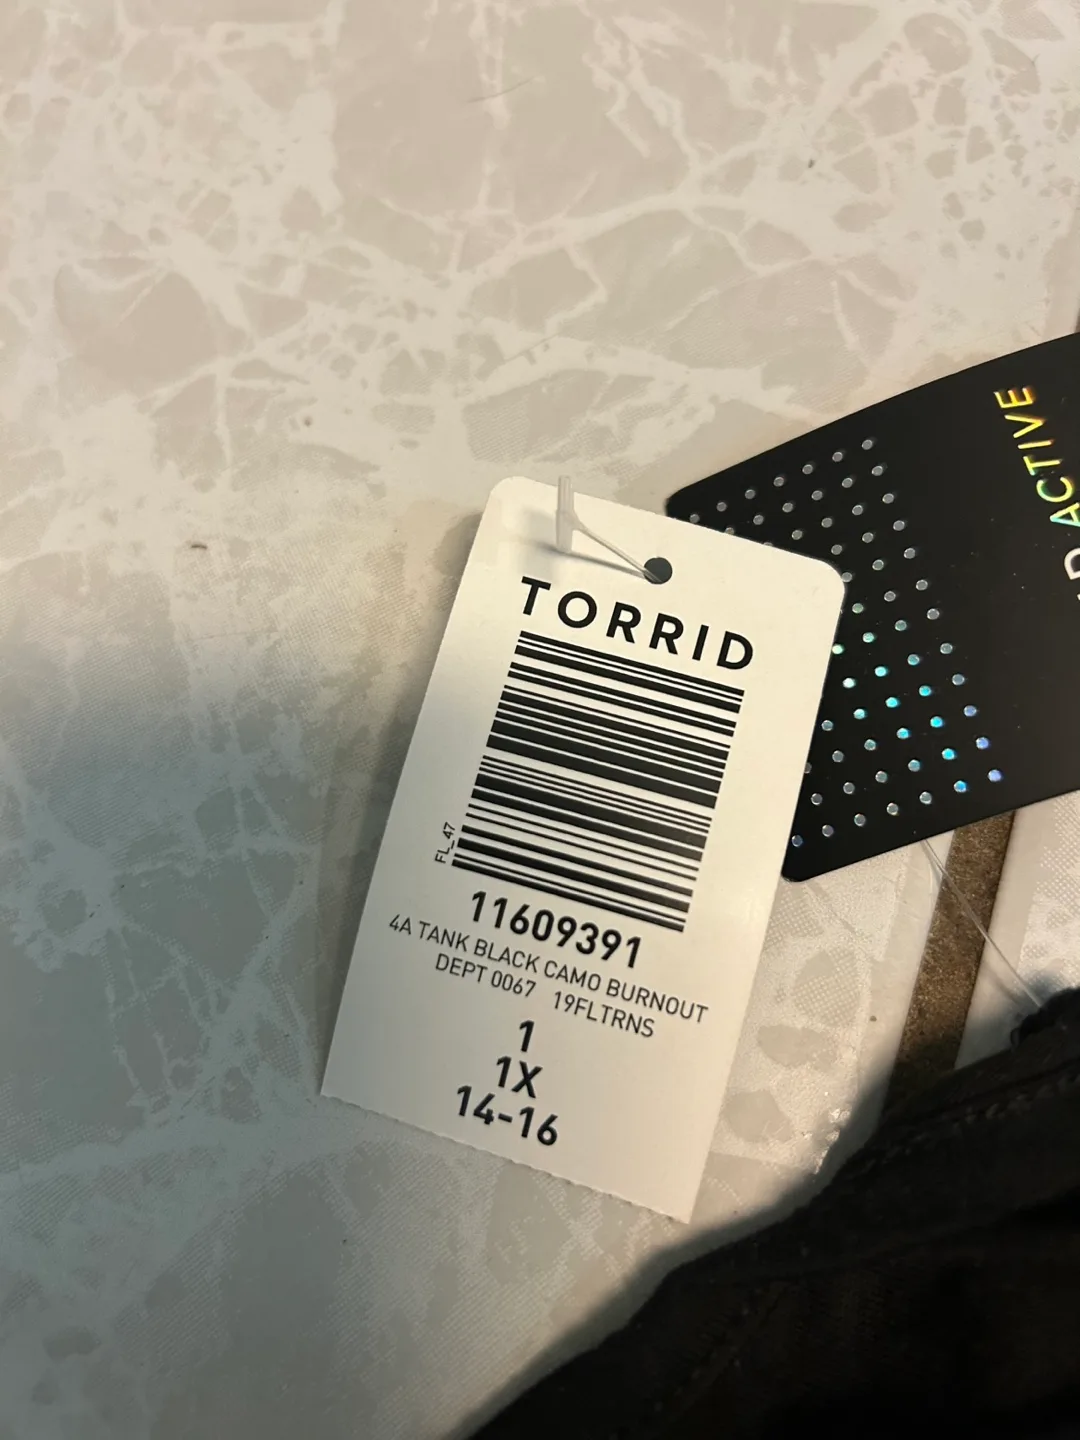 TORRID
FL_47
11609391
4A TANK BLACK CAMO BURNOUT
DEPT 0067 19FLTRNS
1
1X
14-16
ACTIVE